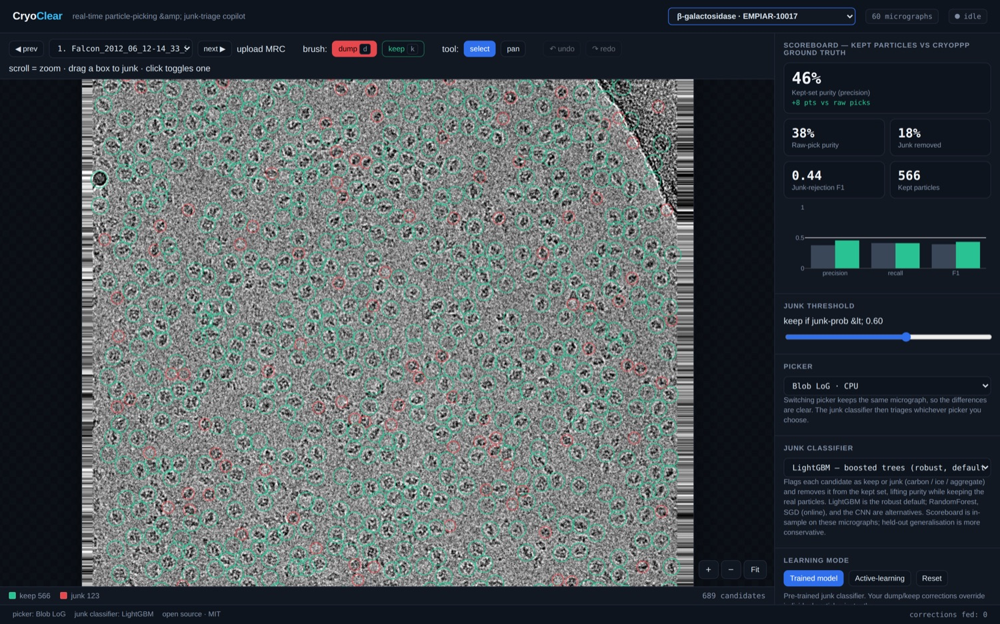 CryoClear real-time particle-picking &amp; junk-triage copilot
β-galactosidase · EMPIAR-10017
60 micrographs
idle
◀ prev
1. Falcon_2012_06_12-14_33_
next ▶
upload MRC
brush:
dump d
keep k
tool:
select
pan
↶ undo
↷ redo
scroll = zoom · drag a box to junk · click toggles one
SCOREBOARD — KEPT PARTICLES VS CRYOPPP
GROUND TRUTH
46%
Kept-set purity (precision)
+8 pts vs raw picks
38%
Raw-pick purity
18%
Junk removed
0.44
Junk-rejection F1
566
Kept particles
1
0.5
0
precision
recall
F1
JUNK THRESHOLD
keep if junk-prob &lt; 0.60
PICKER
Blob LoG · CPU
Switching picker keeps the same micrograph, so the differences
are clear. The junk classifier then triages whichever picker you
choose.
JUNK CLASSIFIER
LightGBM — boosted trees (robust, default
Flags each candidate as keep or junk (carbon / ice / aggregate)
and removes it from the kept set, lifting purity while keeping the
real particles. LightGBM is the robust default; RandomForest,
SGD (online), and the CNN are alternatives. Scoreboard is in-
sample on these micrographs; held-out generalisation is more
conservative.
LEARNING MODE
Trained model
Active-learning
Reset
Pre-trained junk classifier. Your dump/keep corrections override
+
−
Fit
keep 566
junk 123
689 candidates
picker: Blob LoG
junk classifier: LightGBM
open source · MIT
corrections fed: 0